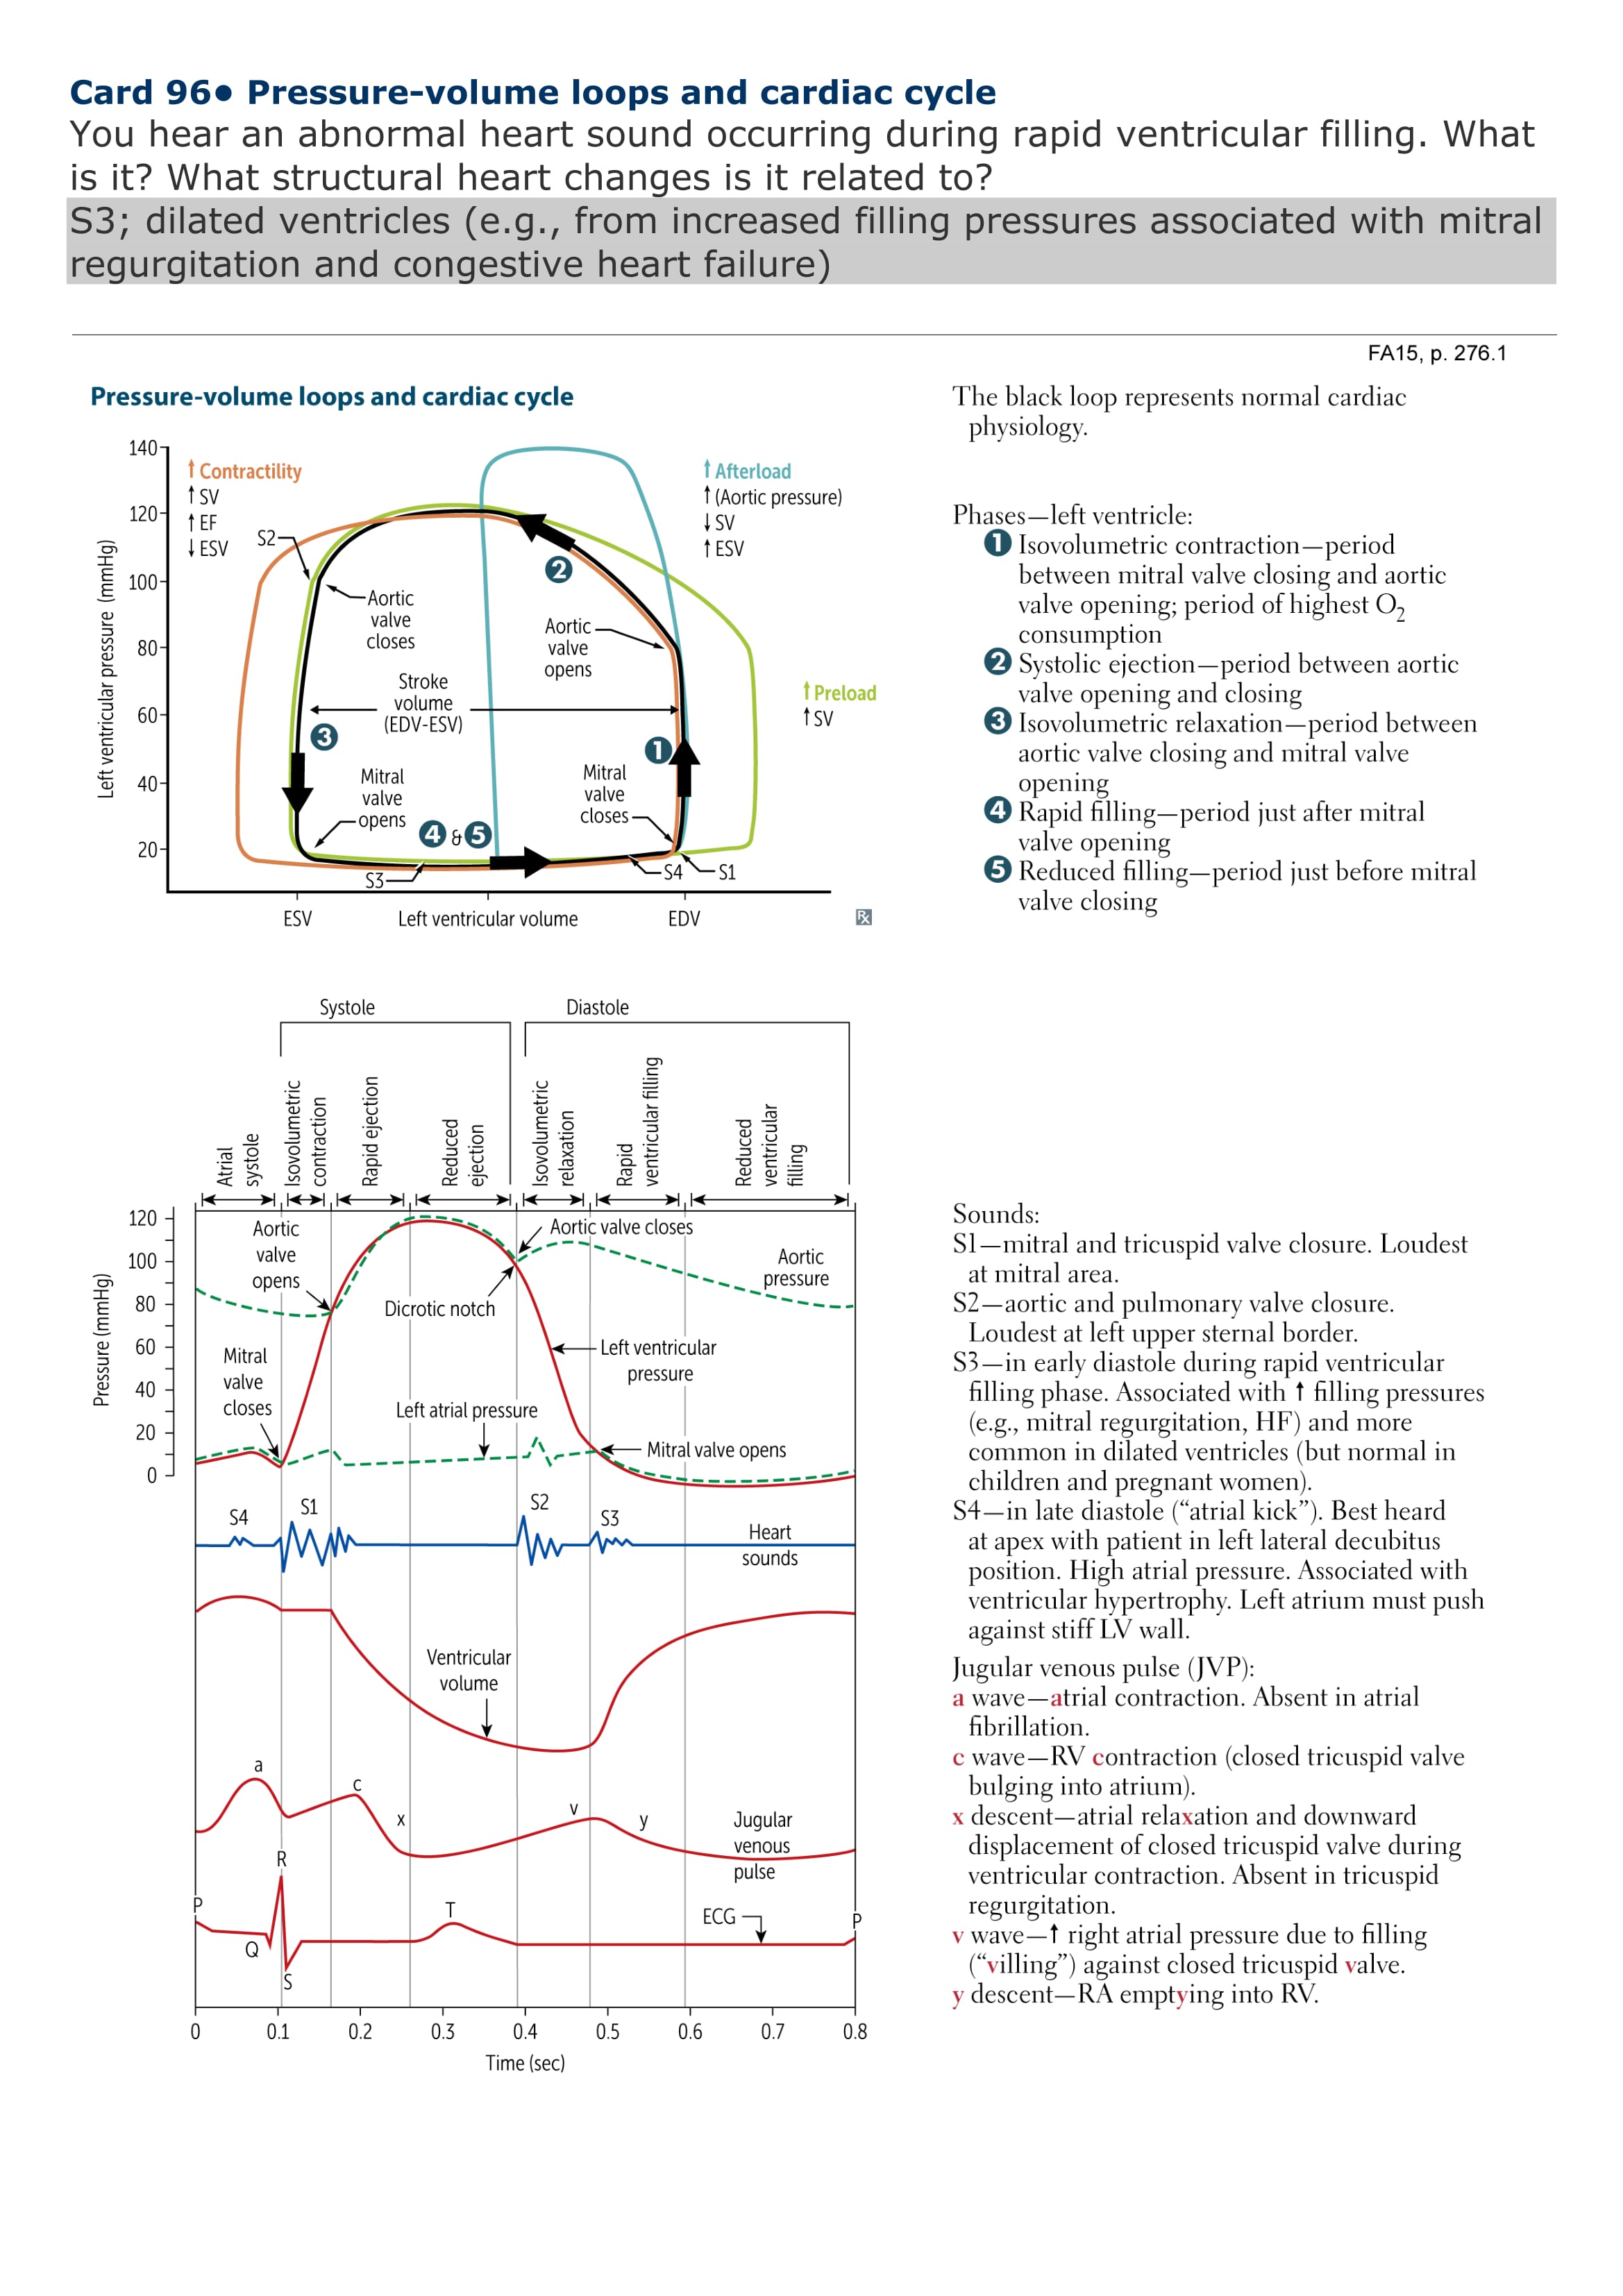 Card 96● Pressure-volume loops and cardiac cycle
You hear an abnormal heart sound occurring during rapid ventricular filling. What
is it? What structural heart changes is it related to?
S3; dilated ventricles (e.g., from increased filling pressures associated with mitral
regurgitation and congestive heart failure)
FA15, p. 276.1
Pressure-volume loops and cardiac cycle
140
120
100
80
60
40
20
Left ventricular pressure (mmHg)
↑ Contractility
↑ SV
↑ EF
↓ ESV
S2
Aortic
valve
closes
↑ Afterload
↑ (Aortic pressure)
↓ SV
↑ ESV
2
Aortic
valve
opens
Stroke
volume
(EDV-ESV)
↑ Preload
↑ SV
3
1
Mitral
valve
opens
4 & 5
Mitral
valve
closes
S3
S4
S1
ESV
Left ventricular volume
EDV
Rx
The black loop represents normal cardiac
physiology.
Phases—left ventricle:
1 Isovolumetric contraction—period
between mitral valve closing and aortic
valve opening; period of highest O2
consumption
2 Systolic ejection—period between aortic
valve opening and closing
3 Isovolumetric relaxation—period between
aortic valve closing and mitral valve
opening
4 Rapid filling—period just after mitral
valve opening
5 Reduced filling—period just before mitral
valve closing
Systole
Diastole
Atrial
systole
Isovolumetric
contraction
Rapid ejection
Reduced
ejection
Isovolumetric
relaxation
Rapid
ventricular filling
Reduced
ventricular
filling
120
100
80
60
40
20
0
Pressure (mmHg)
Aortic
valve
opens
Aortic valve closes
Aortic
pressure
Dicrotic notch
Mitral
valve
closes
Left ventricular
pressure
Left atrial pressure
Mitral valve opens
S4
S1
S2
S3
Heart
sounds
Ventricular
volume
a
c
x
v
y
Jugular
venous
pulse
P
R
Q
S
T
ECG
P
0
0.1
0.2
0.3
0.4
0.5
0.6
0.7
0.8
Time (sec)
Sounds:
S1—mitral and tricuspid valve closure. Loudest
at mitral area.
S2—aortic and pulmonary valve closure.
Loudest at left upper sternal border.
S3—in early diastole during rapid ventricular
filling phase. Associated with ↑ filling pressures
(e.g., mitral regurgitation, HF) and more
common in dilated ventricles (but normal in
children and pregnant women).
S4—in late diastole (“atrial kick”). Best heard
at apex with patient in left lateral decubitus
position. High atrial pressure. Associated with
ventricular hypertrophy. Left atrium must push
against stiff LV wall.
Jugular venous pulse (JVP):
a wave—atrial contraction. Absent in atrial
fibrillation.
c wave—RV contraction (closed tricuspid valve
bulging into atrium).
x descent—atrial relaxation and downward
displacement of closed tricuspid valve during
ventricular contraction. Absent in tricuspid
regurgitation.
v wave—↑ right atrial pressure due to filling
(“villing”) against closed tricuspid valve.
y descent—RA emptying into RV.